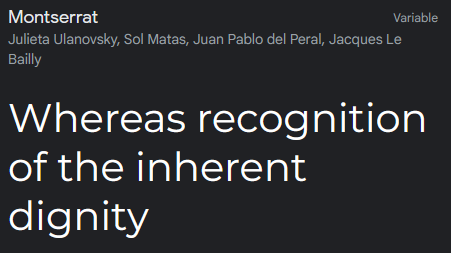 Montserrat
Variable
Julieta Ulanovsky, Sol Matas, Juan Pablo del Peral, Jacques Le
Bailly
Whereas recognition
of the inherent
dignity